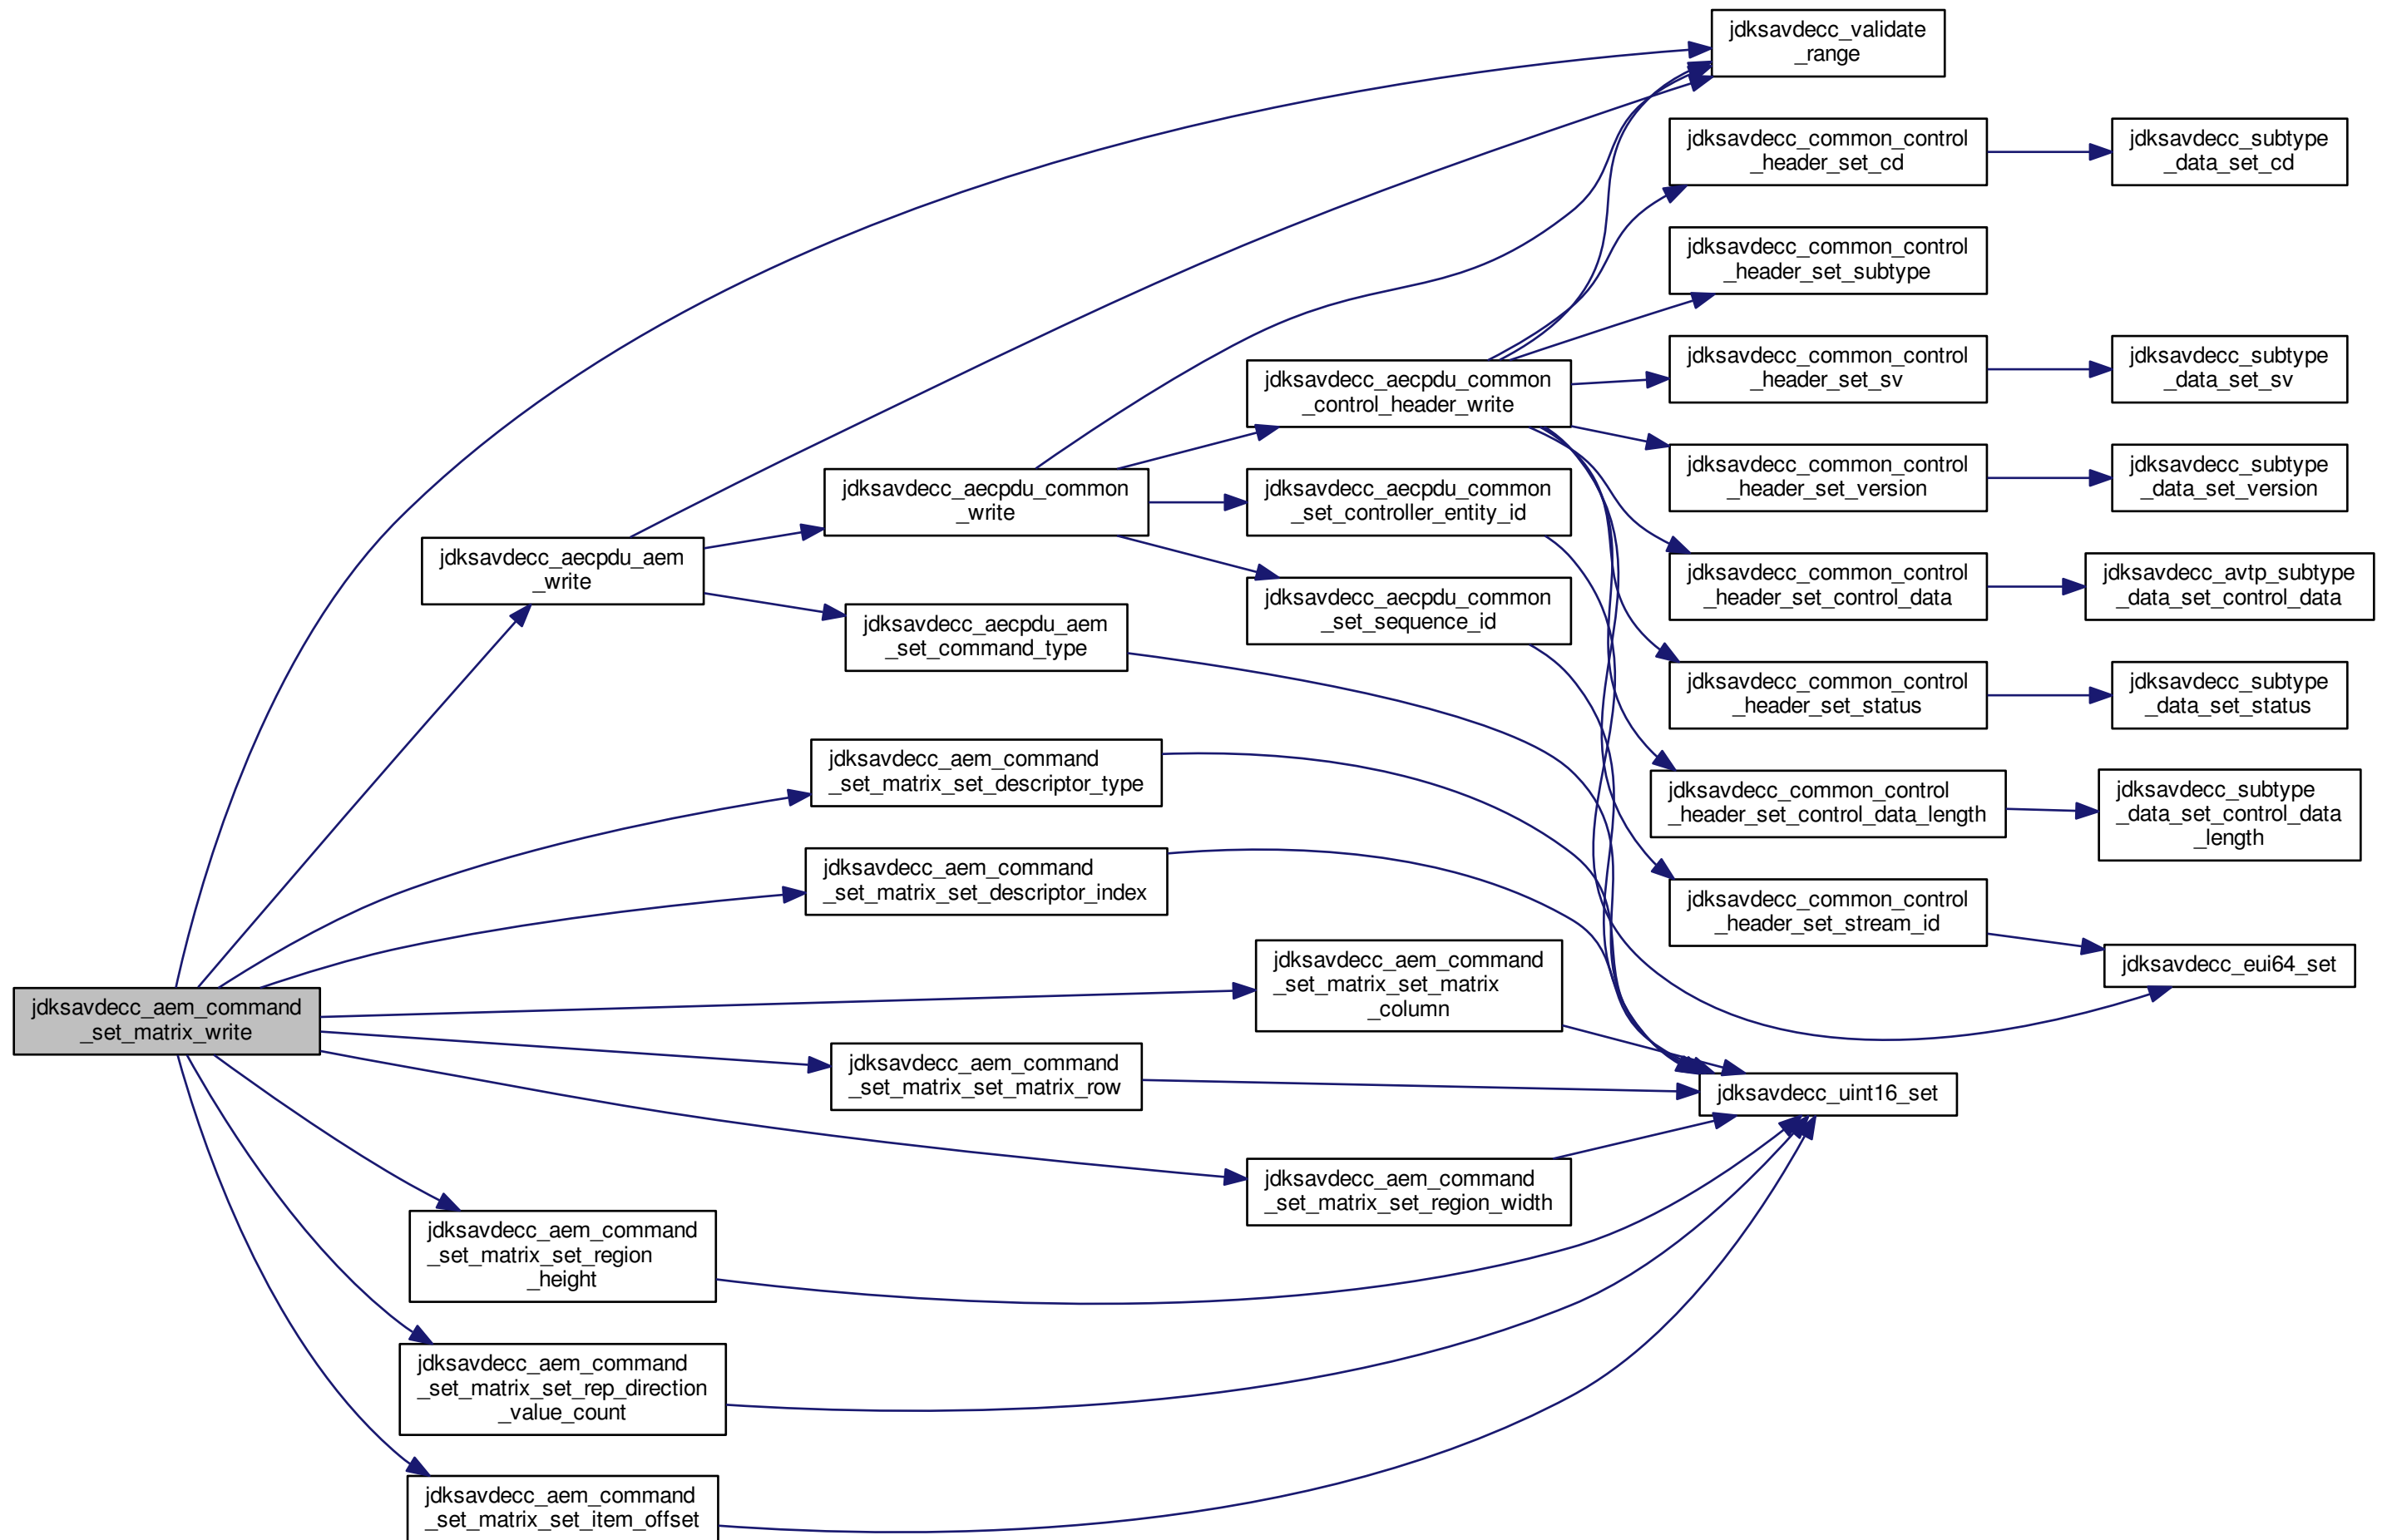 jdksavdecc_validate
_range
jdksavdecc_common_control
_header_set_cd
jdksavdecc_subtype
_data_set_cd
jdksavdecc_common_control
_header_set_subtype
jdksavdecc_aecpdu_common
_control_header_write
jdksavdecc_common_control
_header_set_sv
jdksavdecc_subtype
_data_set_sv
jdksavdecc_common_control
_header_set_version
jdksavdecc_subtype
_data_set_version
jdksavdecc_aecpdu_common
_write
jdksavdecc_aecpdu_common
_set_controller_entity_id
jdksavdecc_aecpdu_aem
_write
jdksavdecc_common_control
_header_set_control_data
jdksavdecc_avtp_subtype
_data_set_control_data
jdksavdecc_aecpdu_common
_set_sequence_id
jdksavdecc_aecpdu_aem
_set_command_type
jdksavdecc_common_control
_header_set_status
jdksavdecc_subtype
_data_set_status
jdksavdecc_aem_command
_set_matrix_set_descriptor_type
jdksavdecc_common_control
_header_set_control_data_length
jdksavdecc_subtype
_data_set_control_data
_length
jdksavdecc_aem_command
_set_matrix_set_descriptor_index
jdksavdecc_common_control
_header_set_stream_id
jdksavdecc_eui64_set
jdksavdecc_aem_command
_set_matrix_set_matrix
_column
jdksavdecc_aem_command
_set_matrix_write
jdksavdecc_aem_command
_set_matrix_set_matrix_row
jdksavdecc_uint16_set
jdksavdecc_aem_command
_set_matrix_set_region_width
jdksavdecc_aem_command
_set_matrix_set_region
_height
jdksavdecc_aem_command
_set_matrix_set_rep_direction
_value_count
jdksavdecc_aem_command
_set_matrix_set_item_offset